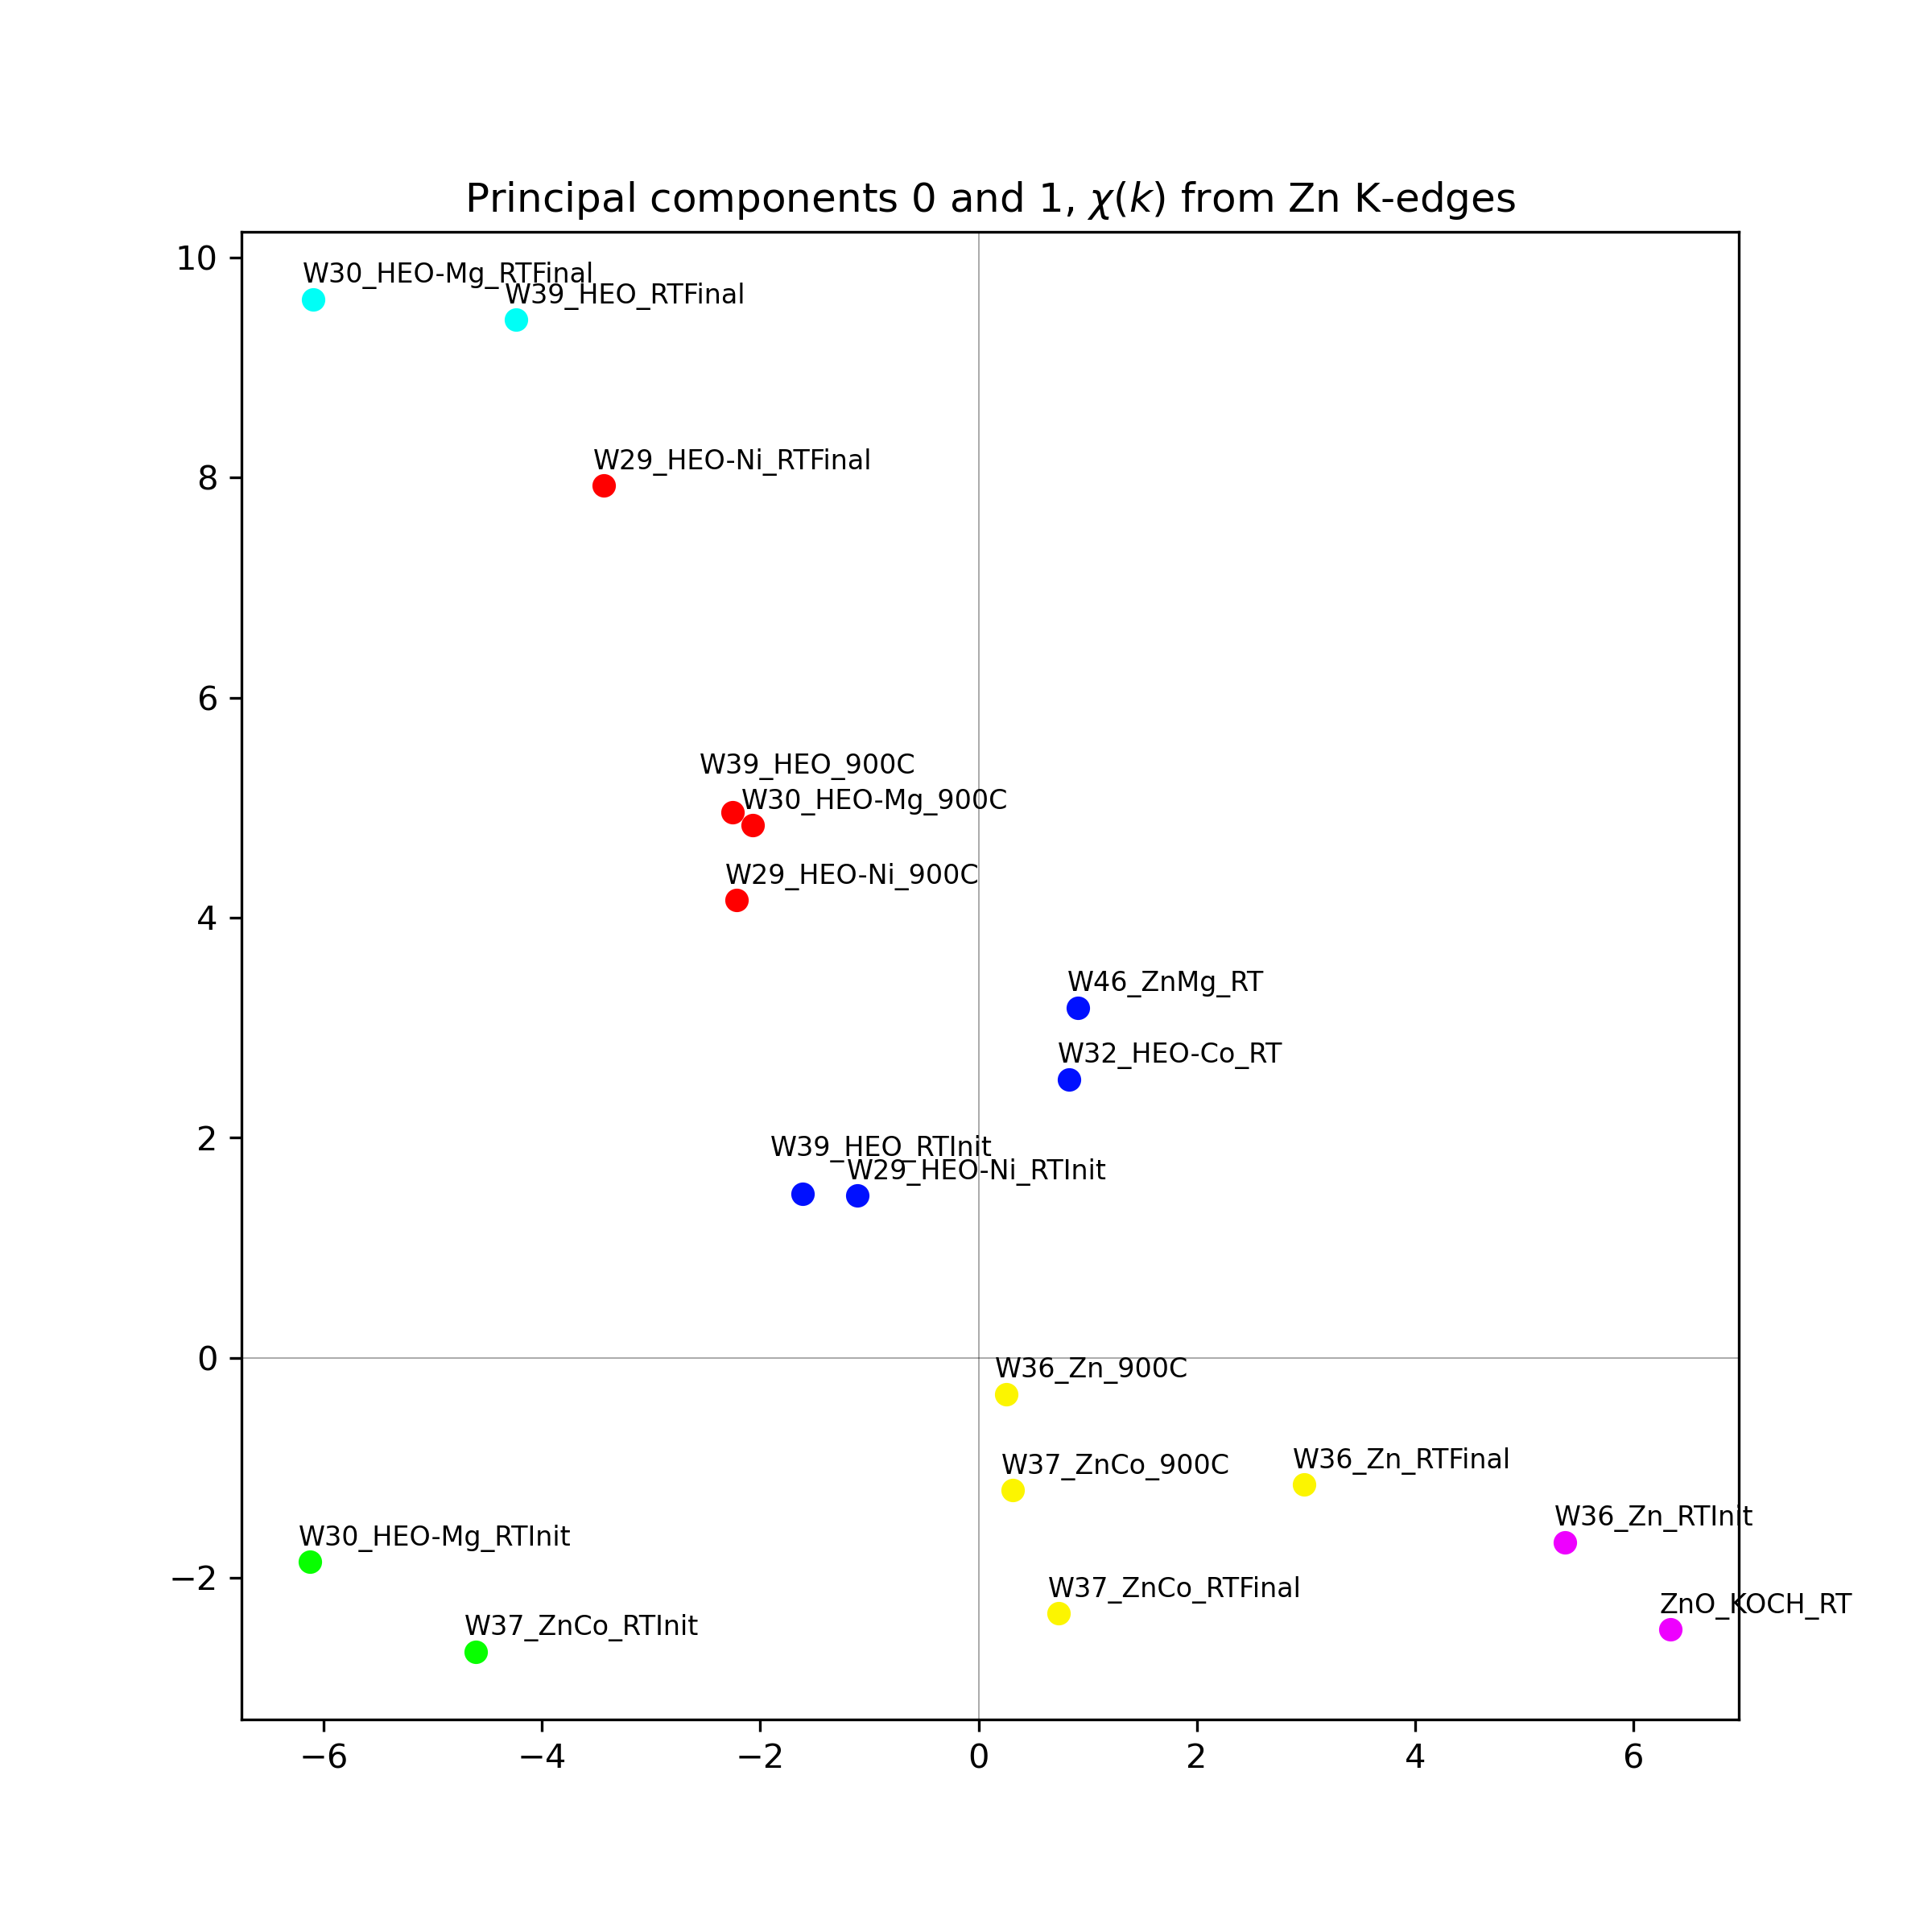 Principal components 0 and 1, χ(k) from Zn K-edges
10
W30_HEO-Mg_RTFinal
W39_HEO_RTFinal
8
W29_HEO-Ni_RTFinal
6
W39_HEO_900C
W30_HEO-Mg_900C
W29_HEO-Ni_900C
4
W46_ZnMg_RT
W32_HEO-Co_RT
2
W39_HEO_RTInit
W29_HEO-Ni_RTInit
0
W36_Zn_900C
W37_ZnCo_900C
W36_Zn_RTFinal
W36_Zn_RTInit
W30_HEO-Mg_RTInit
−2
W37_ZnCo_RTFinal
ZnO_KOCH_RT
W37_ZnCo_RTInit
−6 −4 −2 0 2 4 6